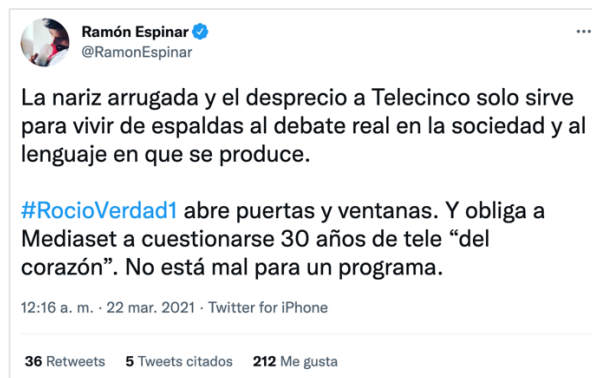 Ramón Espinar
@RamonEspinar
La nariz arrugada y el desprecio a Telecinco solo sirve
para vivir de espaldas al debate real en la sociedad y al
lenguaje en que se produce.
#RocioVerdad1 abre puertas y ventanas. Y obliga a
Mediaset a cuestionarse 30 años de tele “del
corazón”. No está mal para un programa.
12:16 a. m. · 22 mar. 2021 · Twitter for iPhone
36 Retweets 5 Tweets citados 212 Me gusta